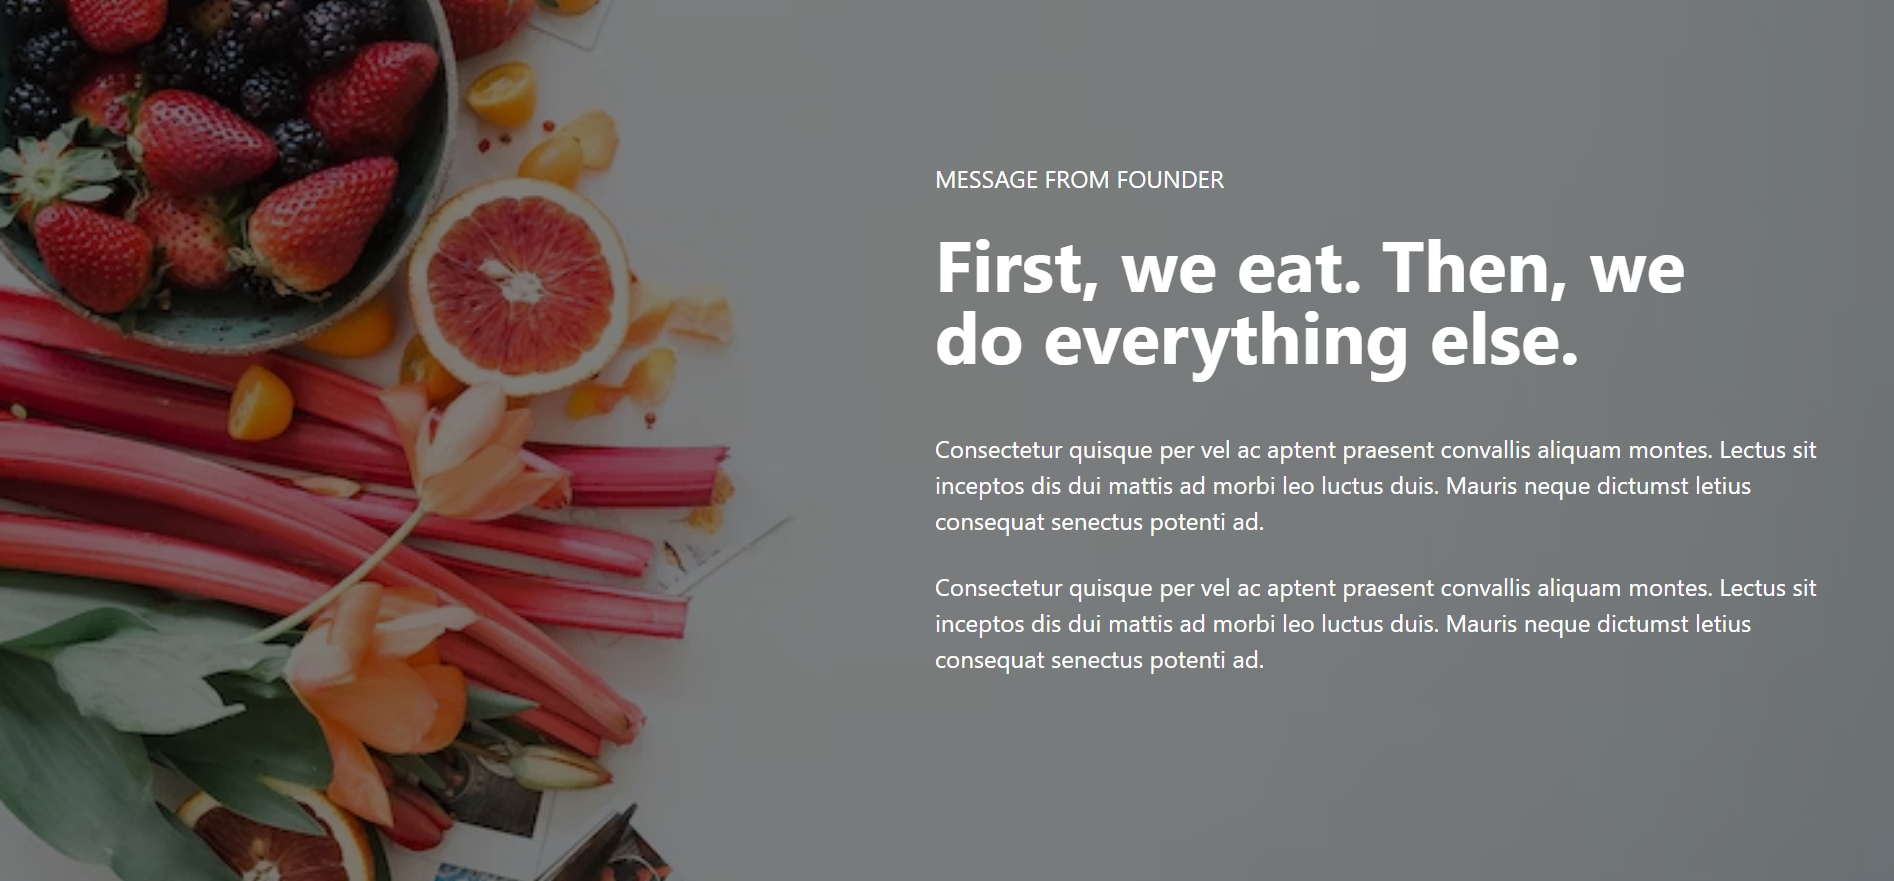 MESSAGE FROM FOUNDER
First, we eat. Then, we
do everything else.
Consectetur quisque per vel ac aptent praesent convallis aliquam montes. Lectus sit
inceptos dis dui mattis ad morbi leo luctus duis. Mauris neque dictumst letius
consequat senectus potenti ad.
Consectetur quisque per vel ac aptent praesent convallis aliquam montes. Lectus sit
inceptos dis dui mattis ad morbi leo luctus duis. Mauris neque dictumst letius
consequat senectus potenti ad.